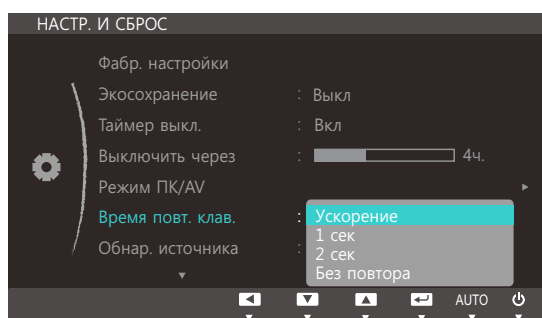 НАСТР. И СБРОС
Фабр. настройки
Экосохранение : Выкл
Таймер выкл. : Вкл
Выключить через : 4ч.
Режим ПК/AV
Время повт. клав. : Ускорение
1 сек
Обнар. источника :
2 сек
Без повтора
AUTO